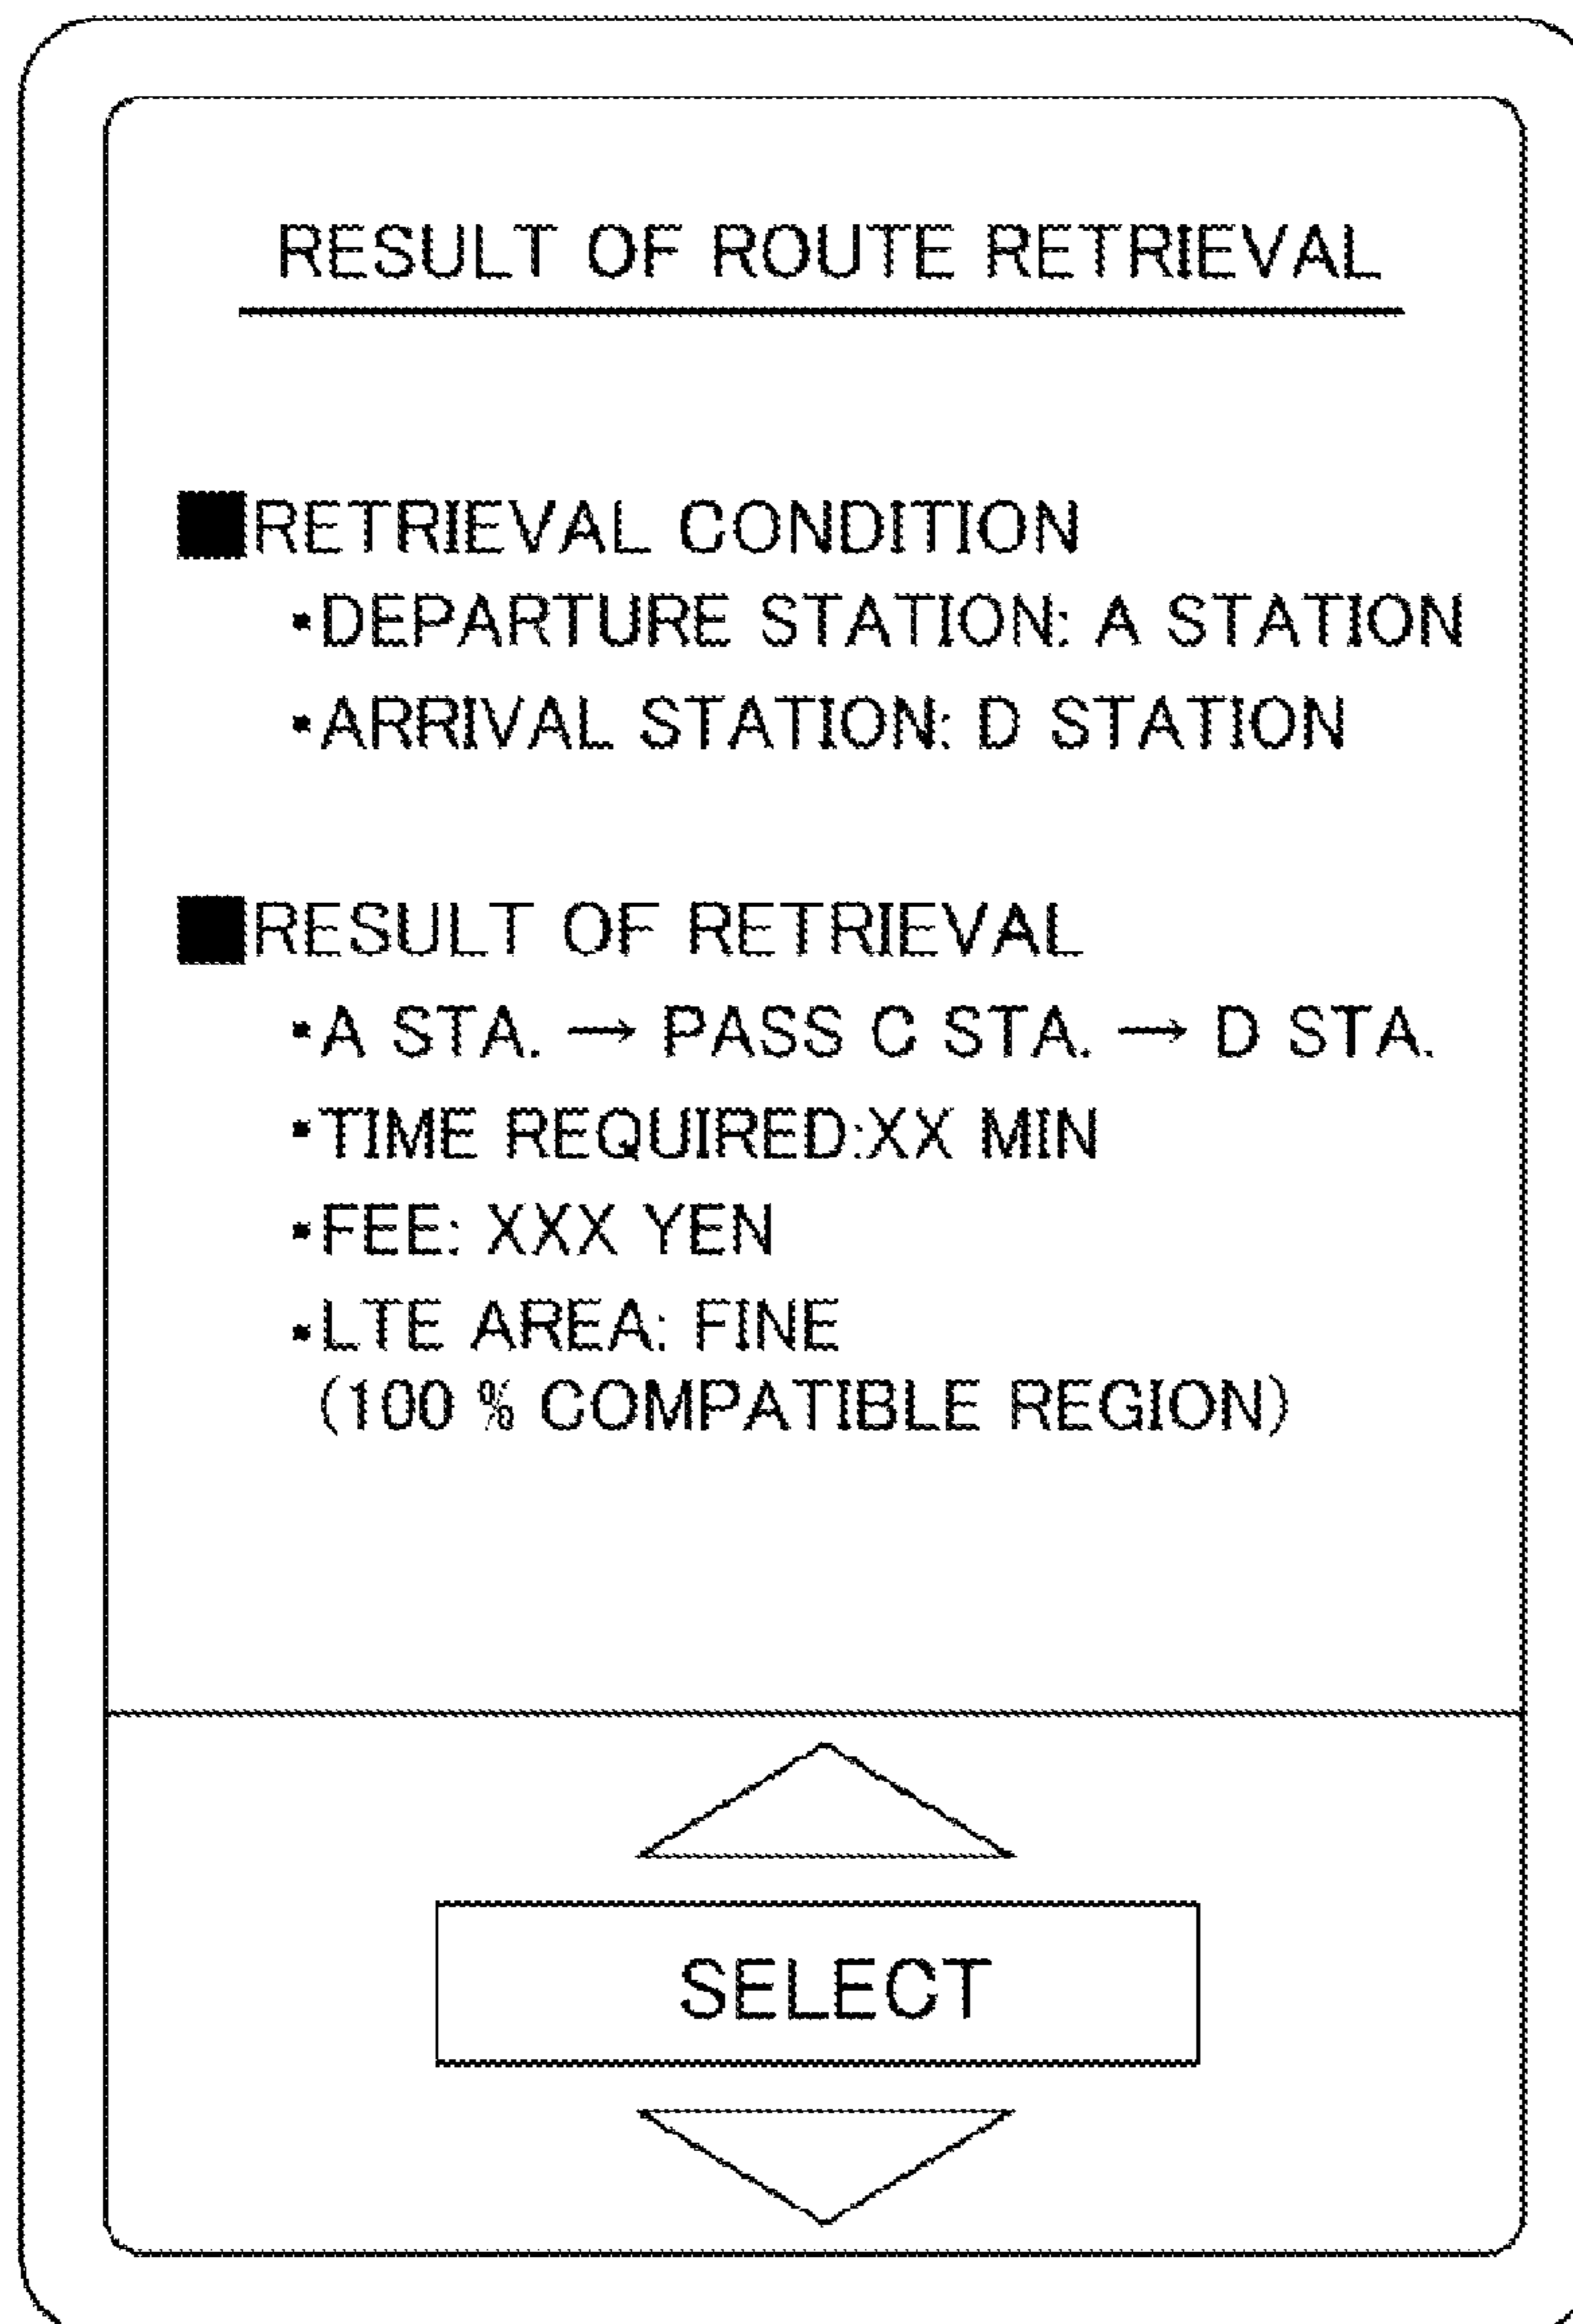 RESULT OF ROUTE RETRIEVAL
■RETRIEVAL CONDITION
・DEPARTURE STATION: A STATION
・ARRIVAL STATION: D STATION
■RESULT OF RETRIEVAL
・A STA. → PASS C STA. → D STA.
・TIME REQUIRED:XX MIN
・FEE: XXX YEN
・LTE AREA: FINE
(100 % COMPATIBLE REGION)
SELECT